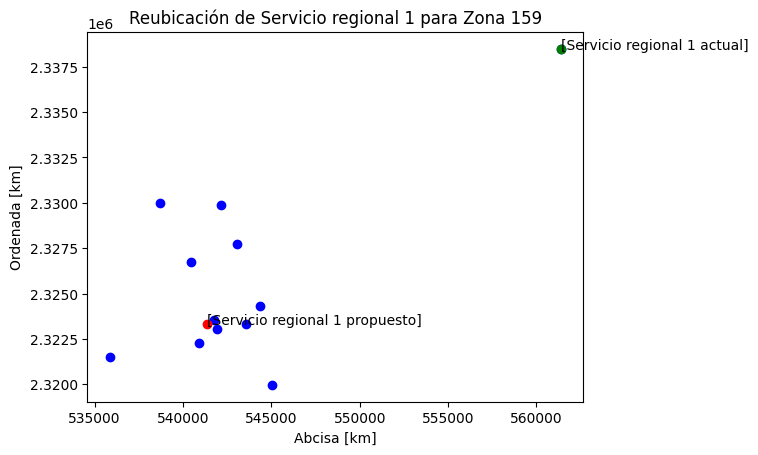 Reubicación de Servicio regional 1 para Zona 159
1e6
[Servicio regional 1 actual]
2.3375
2.3350
2.3325
2.3300
2.3275
2.3250
2.3225
2.3200
Ordenada [km]
[Servicio regional 1 propuesto]
535000 540000 545000 550000 555000 560000
Abcisa [km]